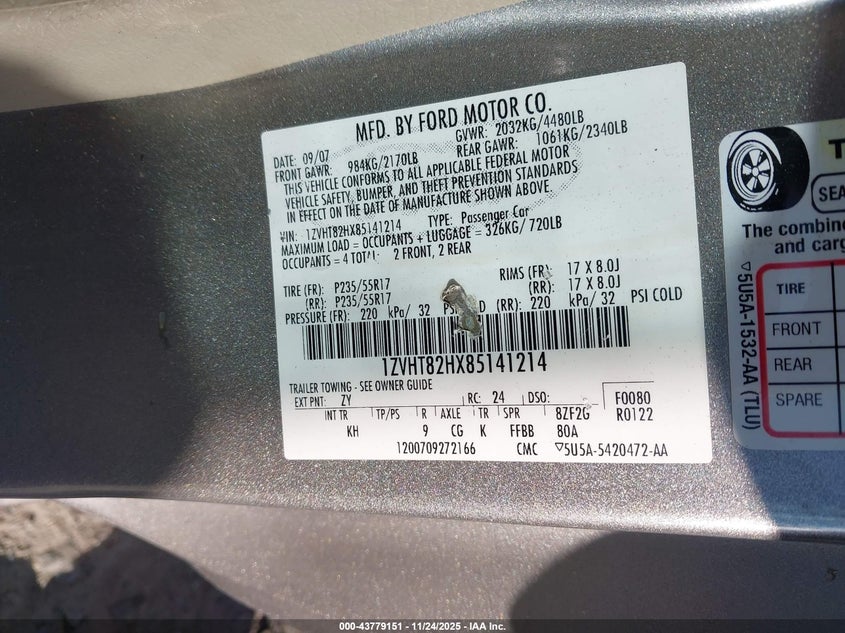 MFD. BY FORD MOTOR CO.
DATE: 09/07 GVWR: 2032KG/4480LB
FRONT GAWR: 984KG/2170LB REAR GAWR: 1061KG/2340LB
THIS VEHICLE CONFORMS TO ALL APPLICABLE FEDERAL MOTOR
VEHICLE SAFETY, BUMPER, AND THEFT PREVENTION STANDARDS
IN EFFECT ON THE DATE OF MANUFACTURE SHOWN ABOVE.
VIN: 1ZVHT82HX85141214 TYPE: Passenger Car
MAXIMUM LOAD = OCCUPANTS + LUGGAGE = 326KG/ 720LB
OCCUPANTS = 4 TOTAL: 2 FRONT, 2 REAR
TIRE (FR): P235/55R17 RIMS (FR): 17 X 8.0J
(RR): P235/55R17 (RR): 17 X 8.0J
PRESSURE (FR): 220 kPa/ 32 (RR): 220 kPa/ 32 PSI COLD
1ZVHT82HX85141214
TRAILER TOWING - SEE OWNER GUIDE
EXT PNT: ZY RC: 24 DSO: F0080
INT TR TP/PS R AXLE TR SPR 8ZF2G R0122
KH 9 CG K FFBB 80A
1200709272166 CMC ▽5U5A-5420472-AA
T
SEA
The combine
and carg
TIRE
FRONT
REAR
SPARE
▽5U5A-1532-AA (TLU)
000-43779151 - 11/24/2025 - IAA Inc.